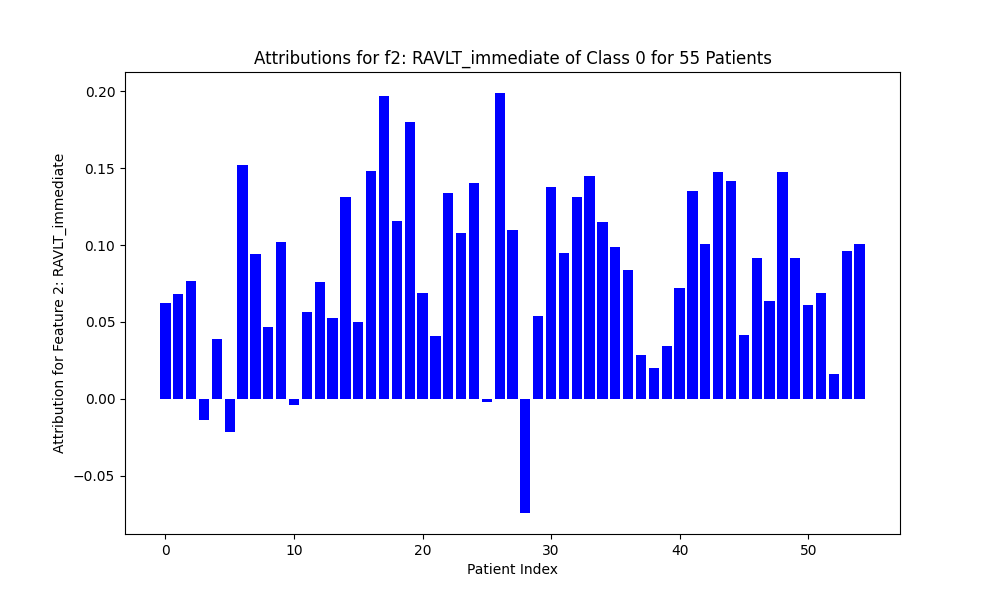 Attributions for f2: RAVLT_immediate of Class 0 for 55 Patients
Attribution for Feature 2: RAVLT_immediate
0.20
0.15
0.10
0.05
0.00
−0.05
0 10 20 30 40 50
Patient Index